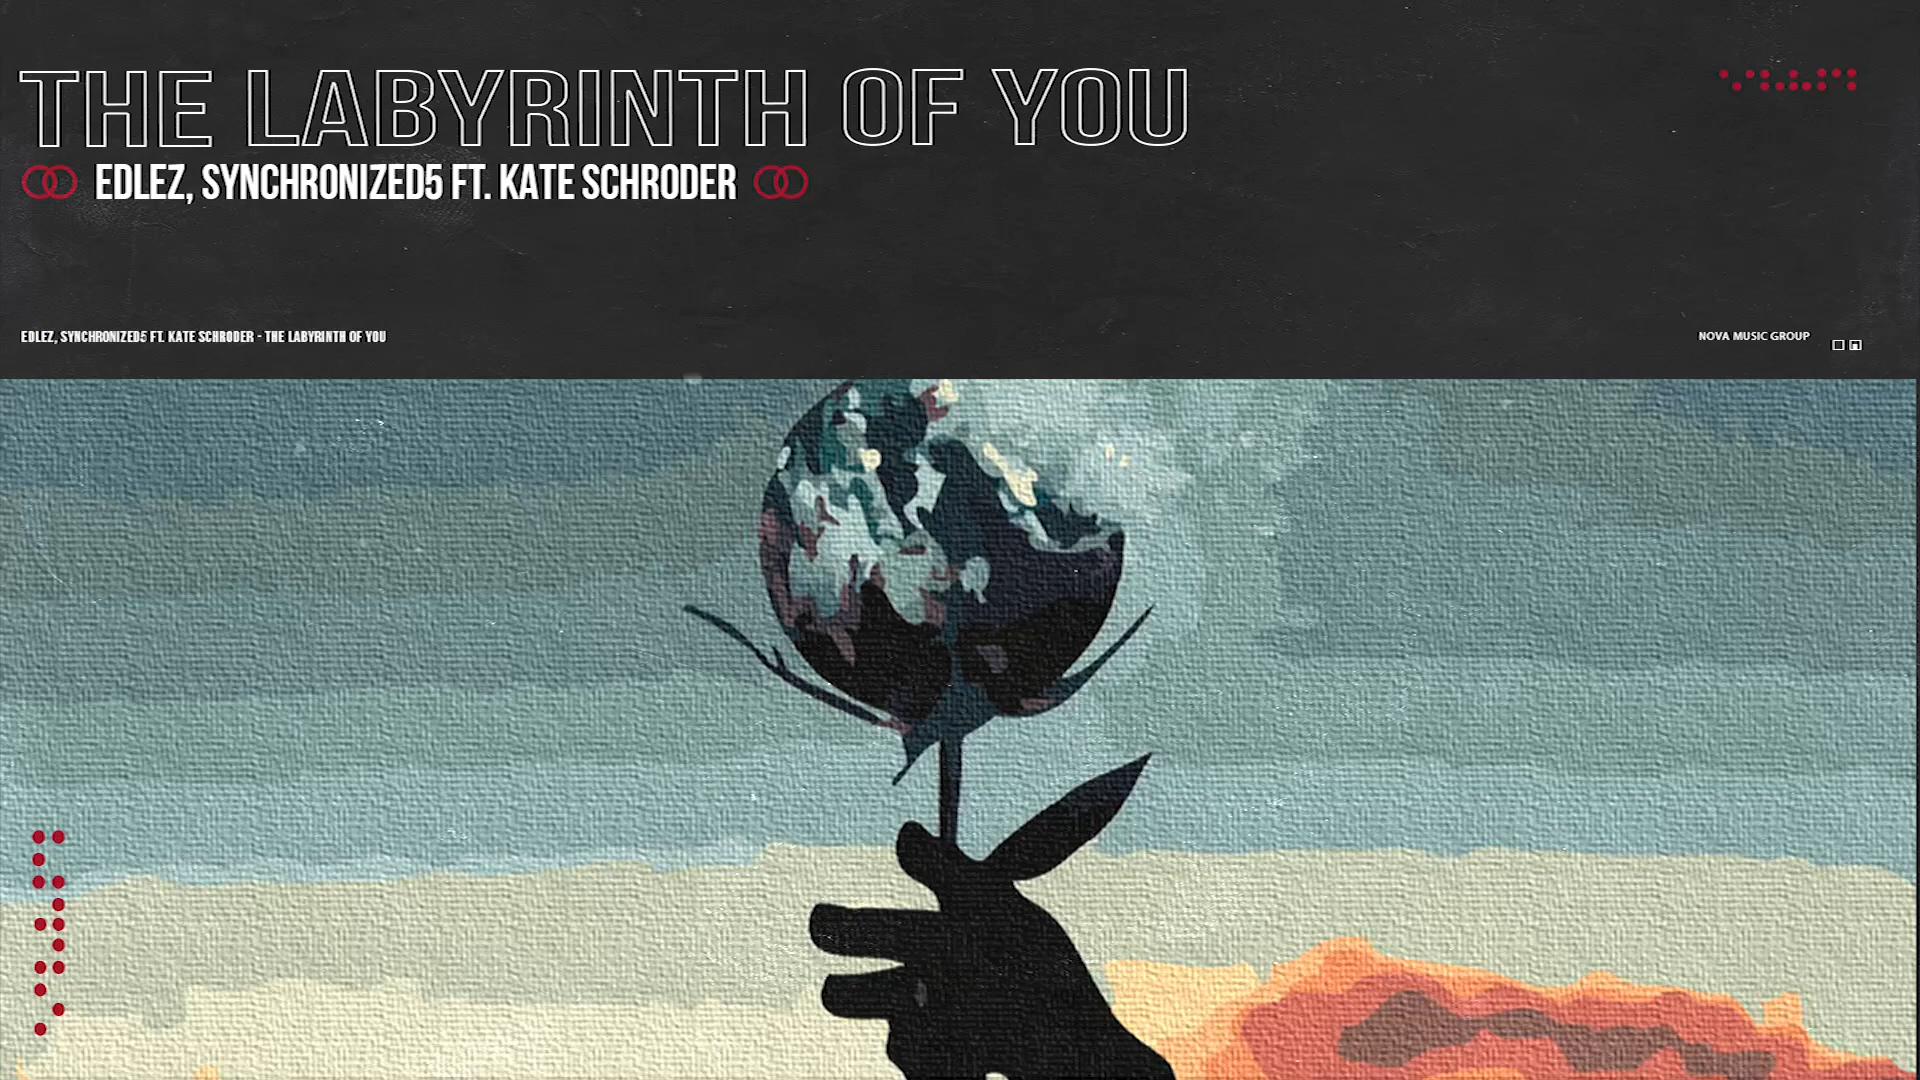 THE LABYRINTH OF YOU
EDLEZ, SYNCHRONIZED5 FT. KATE SCHRODER
EDLEZ, SYNCHRONIZED5 FT. KATE SCHRODER - THE LABYRINTH OF YOU
NOVA MUSIC GROUP